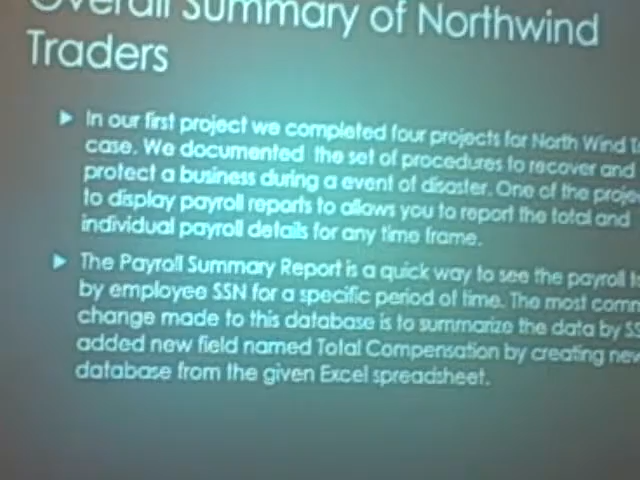 Overall Summary of Northwind
Traders
In our first project we completed four projects for North Wind
case. We documented the set of procedures to recover and
protect a business during a event of disaster. One of the
to display payroll reports to allows you to report the total and
individual payroll details for any time frame.
The Payroll Summary Report is a quick way to see the payroll
by employee SSN for a specific period of time. The most
change made to this database is to summarize the data by
added new field named Total Compensation by creating new
database from the given Excel spreadsheet.